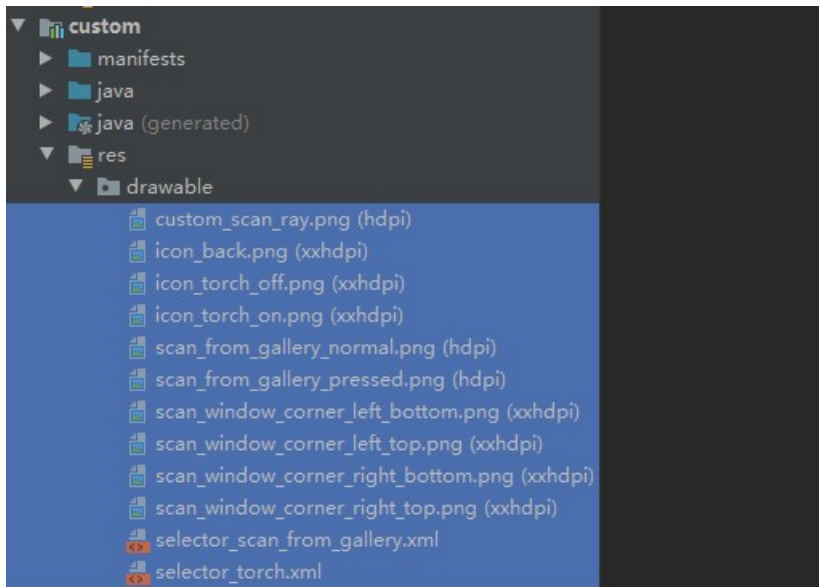 custom
manifests
java
java (generated)
res
drawable
custom_scan_ray.png (hdpi)
icon_back.png (xxhdpi)
icon_torch_off.png (xxhdpi)
icon_torch_on.png (xxhdpi)
scan_from_gallery_normal.png (hdpi)
scan_from_gallery_pressed.png (hdpi)
scan_window_corner_left_bottom.png (xxhdpi)
scan_window_corner_left_top.png (xxhdpi)
scan_window_corner_right_bottom.png (xxhdpi)
scan_window_corner_right_top.png (xxhdpi)
selector_scan_from_gallery.xml
selector_torch.xml